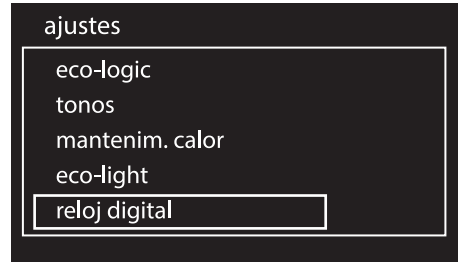 ajustes
eco-logic
tonos
mantenim. calor
eco-light
reloj digital